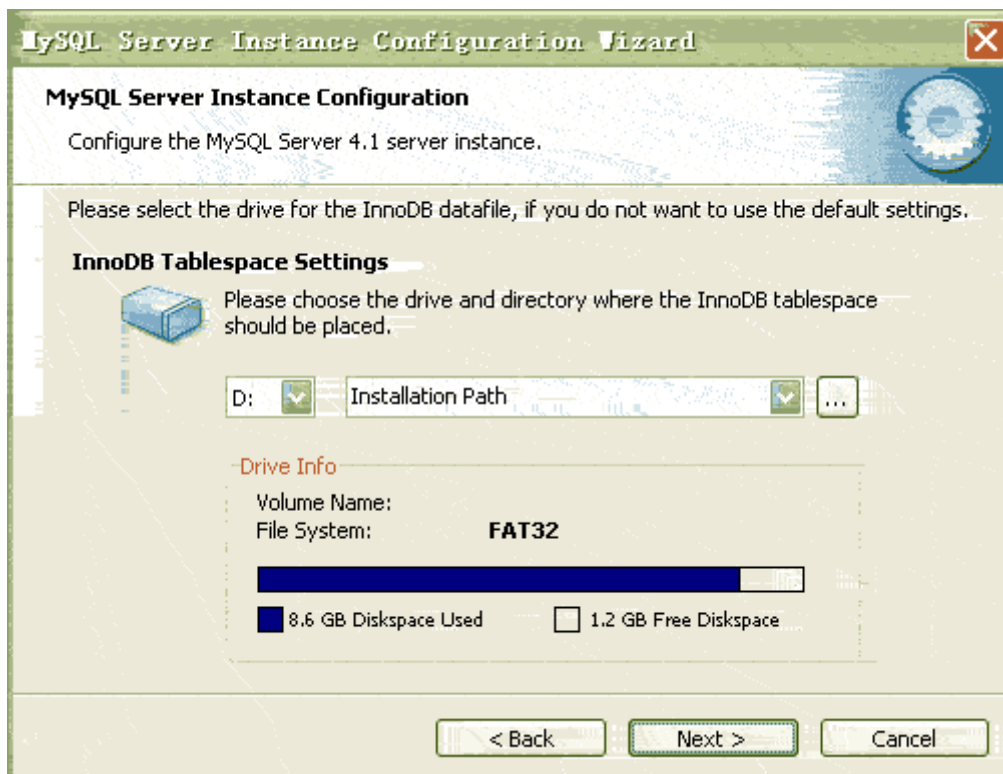 MySQL Server Instance Configuration Wizard
MySQL Server Instance Configuration
Configure the MySQL Server 4.1 server instance.
Please select the drive for the InnoDB datafile, if you do not want to use the default settings.
InnoDB Tablespace Settings
Please choose the drive and directory where the InnoDB tablespace
should be placed.
D: Installation Path ...
Drive Info
Volume Name:
File System: FAT32
8.6 GB Diskspace Used 1.2 GB Free Diskspace
< Back Next > Cancel